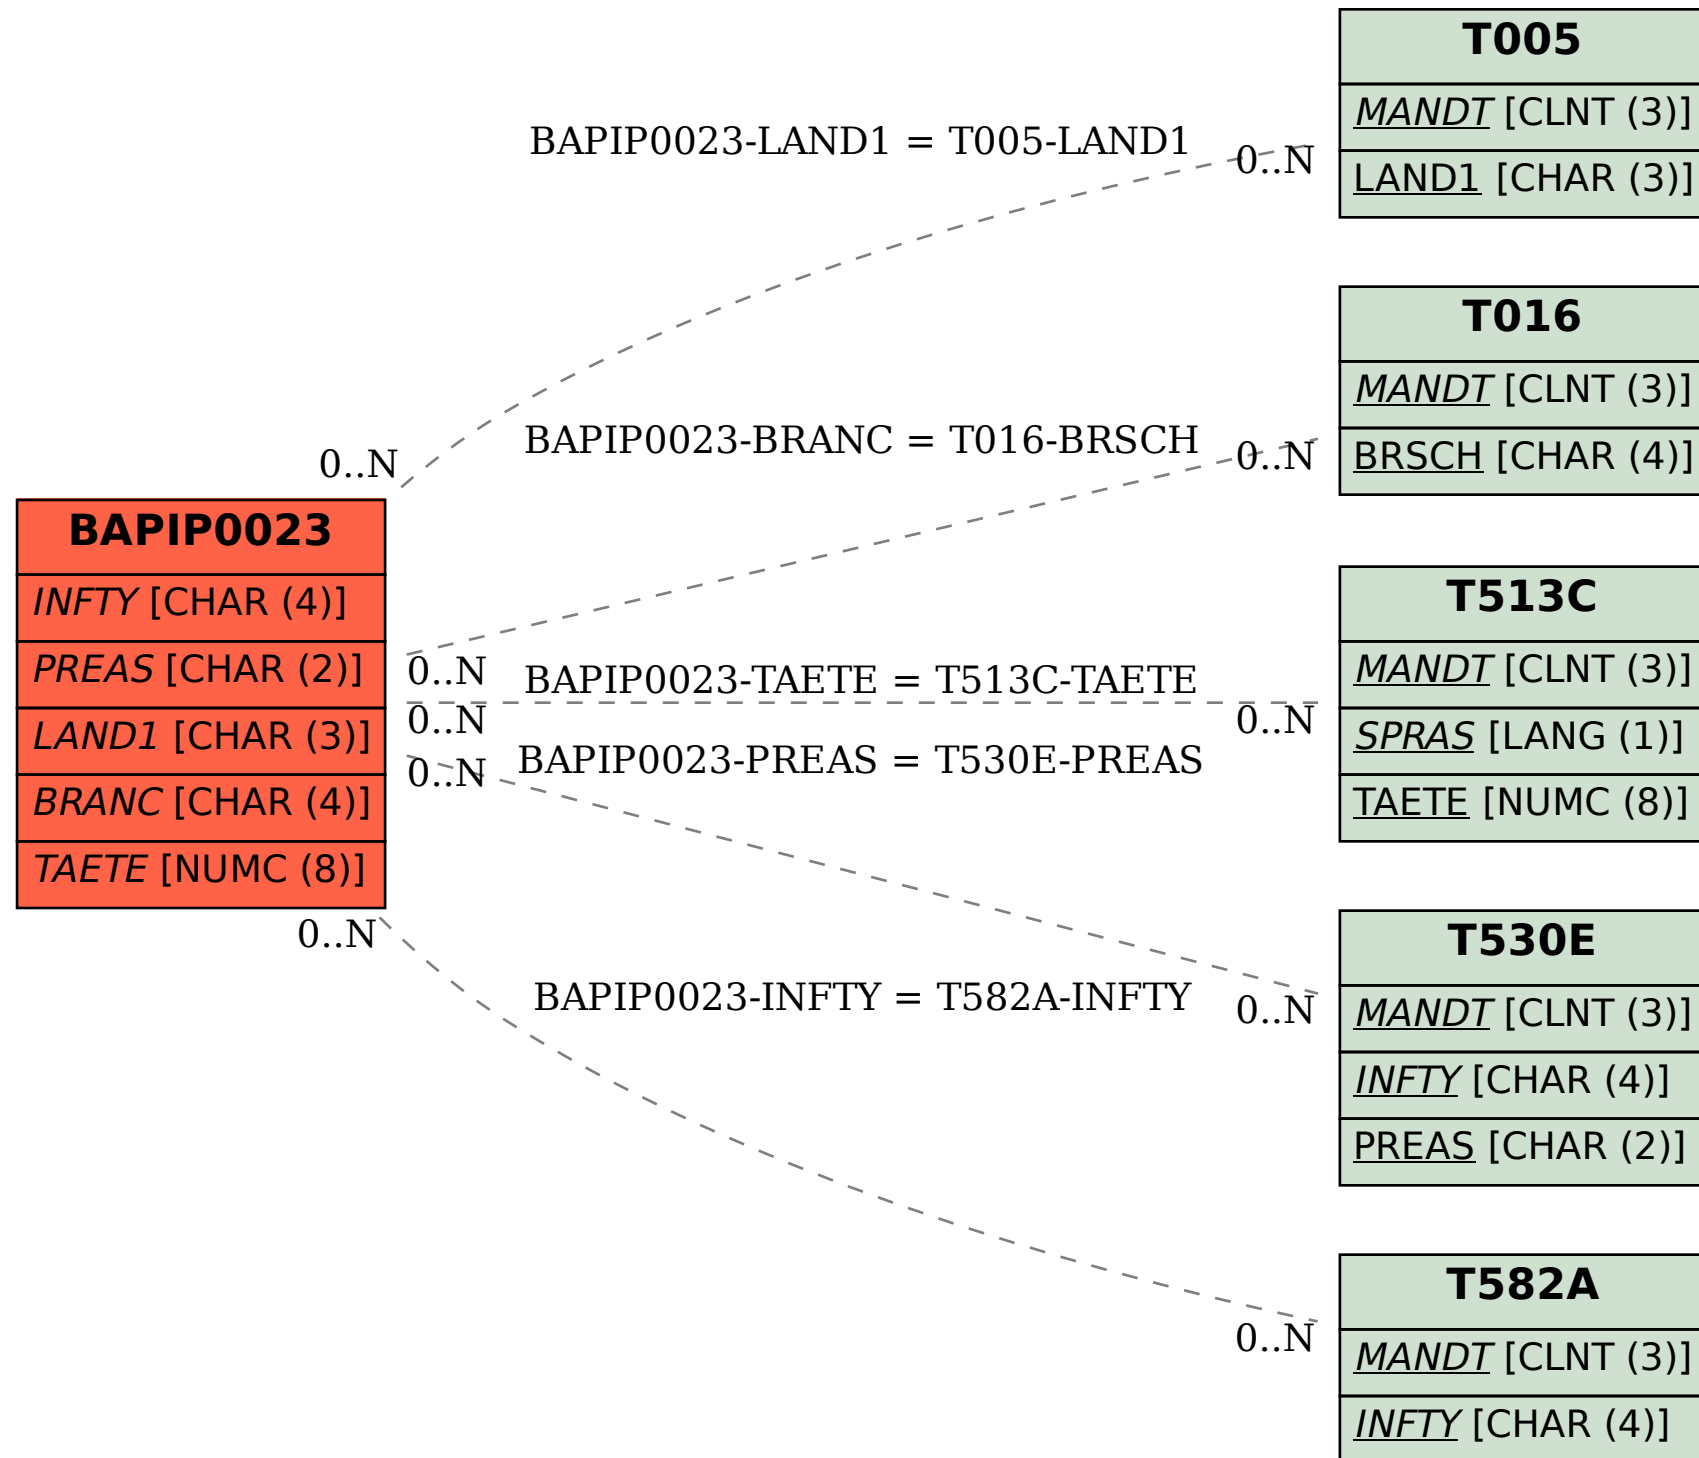 BAPIP0023
INFTY [CHAR (4)]
PREAS [CHAR (2)]
LAND1 [CHAR (3)]
BRANC [CHAR (4)]
TAETE [NUMC (8)]
BAPIP0023-LAND1 = T005-LAND1
0..N
0..N
BAPIP0023-BRANC = T016-BRSCH
0..N
0..N
BAPIP0023-TAETE = T513C-TAETE
0..N
0..N
BAPIP0023-PREAS = T530E-PREAS
0..N
0..N
BAPIP0023-INFTY = T582A-INFTY
0..N
0..N
T005
MANDT [CLNT (3)]
LAND1 [CHAR (3)]
T016
MANDT [CLNT (3)]
BRSCH [CHAR (4)]
T513C
MANDT [CLNT (3)]
SPRAS [LANG (1)]
TAETE [NUMC (8)]
T530E
MANDT [CLNT (3)]
INFTY [CHAR (4)]
PREAS [CHAR (2)]
T582A
MANDT [CLNT (3)]
INFTY [CHAR (4)]